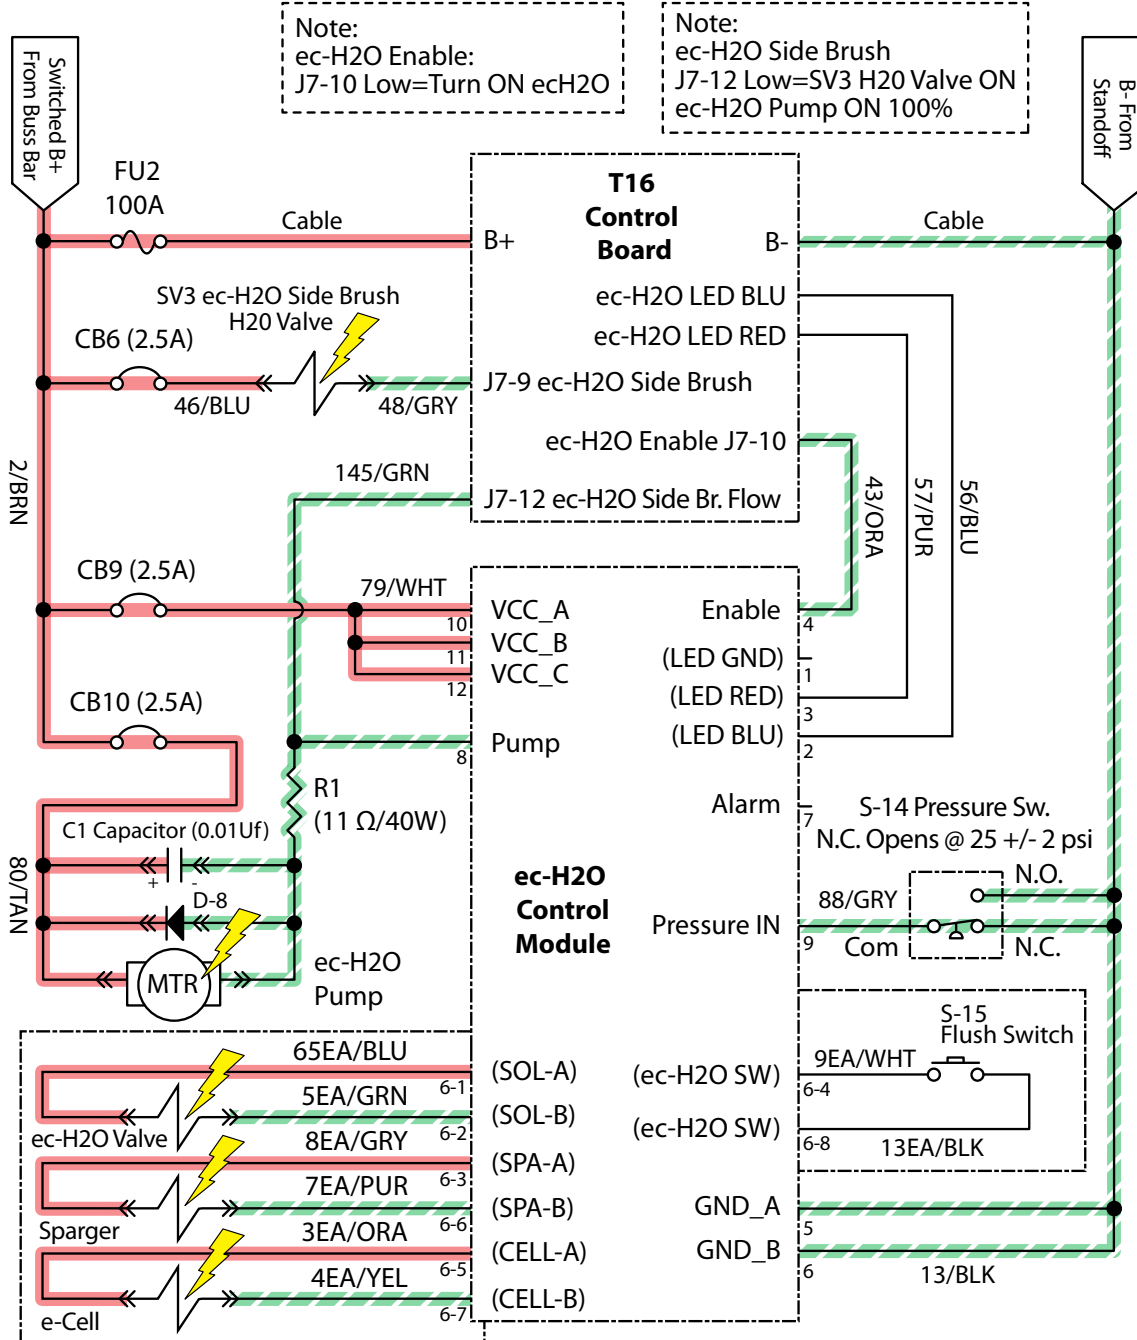 Note:
ec-H2O Enable:
J7-10 Low=Turn ON ecH2O
Note:
ec-H2O Side Brush
J7-12 Low=SV3 H20 Valve ON
ec-H2O Pump ON 100%
Switched B+
From Buss Bar
B- From
Standoff
FU2
100A
Cable
T16
Control
Board
B+
B-
Cable
SV3 ec-H2O Side Brush
H20 Valve
ec-H2O LED BLU
ec-H2O LED RED
CB6 (2.5A)
46/BLU
48/GRY
J7-9 ec-H2O Side Brush
ec-H2O Enable J7-10
145/GRN
J7-12 ec-H2O Side Br. Flow
2/BRN
43/ORA
57/PUR
56/BLU
CB9 (2.5A)
79/WHT
VCC_A
10
VCC_B
11
VCC_C
12
Enable
4
(LED GND)
1
(LED RED)
3
(LED BLU)
2
CB10 (2.5A)
Pump
8
R1
(11 Ω/40W)
Alarm
7
S-14 Pressure Sw.
N.C. Opens @ 25 +/- 2 psi
C1 Capacitor (0.01Uf)
+
-
80/TAN
D-8
ec-H2O
Control
Module
N.O.
88/GRY
Pressure IN
9
Com
N.C.
MTR
ec-H2O
Pump
S-15
Flush Switch
65EA/BLU
6-1
(SOL-A)
5EA/GRN
6-2
(SOL-B)
ec-H2O Valve
8EA/GRY
6-3
(SPA-A)
7EA/PUR
6-6
(SPA-B)
Sparger
3EA/ORA
6-5
(CELL-A)
4EA/YEL
6-7
(CELL-B)
e-Cell
(ec-H2O SW)
9EA/WHT
6-4
(ec-H2O SW)
6-8
13EA/BLK
GND_A
5
GND_B
6
13/BLK